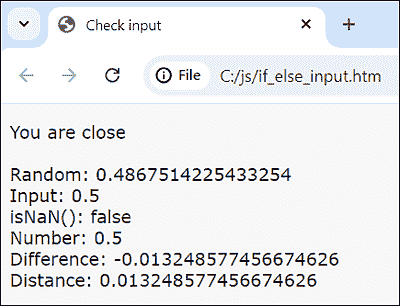 Check input
File
C:/js/if_else_input.htm
You are close
Random: 0.4867514225433254
Input: 0.5
isNaN(): false
Number: 0.5
Difference: -0.013248577456674626
Distance: 0.013248577456674626